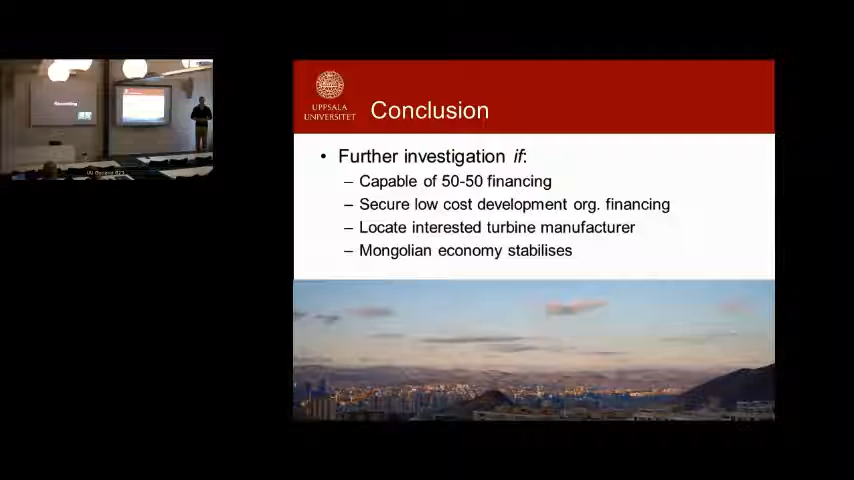 UPPSALA
UNIVERSITET
Conclusion
• Further investigation if:
– Capable of 50-50 financing
– Secure low cost development org. financing
– Locate interested turbine manufacturer
– Mongolian economy stabilises